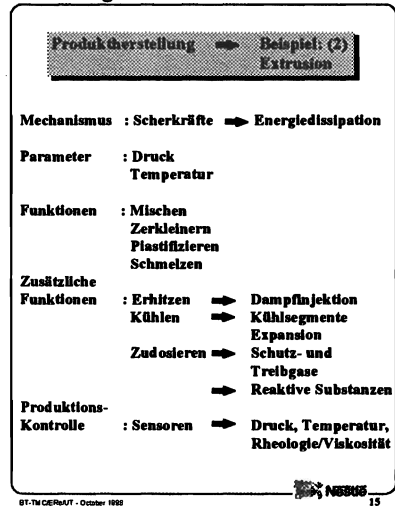 Produktherstellung ➡ Beispiel: (2)
Extrusion
Mechanismus : Scherkräfte ➡ Energiedissipation
Parameter : Druck
Temperatur
Funktionen : Mischen
Zerkleinern
Plastifizieren
Schmelzen
Zusätzliche
Funktionen : Erhitzen ➡ Dampfinjektion
Kühlen ➡ Kühlsegmente
Expansion
Zudosieren ➡ Schutz- und
Treibgase
➡ Reaktive Substanzen
Produktions-
Kontrolle : Sensoren ➡ Druck, Temperatur,
Rheologie/Viskosität
Nestlé
October 15